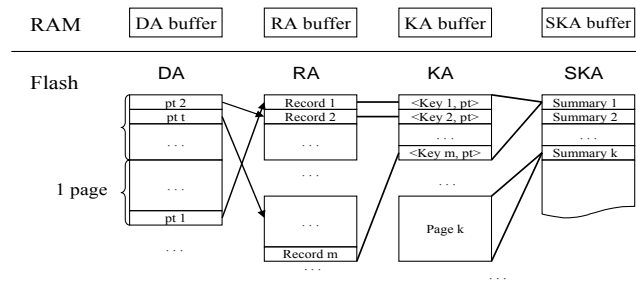 RAM DA buffer RA buffer KA buffer SKA buffer
Flash DA RA KA SKA
pt 2 Record 1 <Key 1, pt> Summary 1
pt t Record 2 <Key 2, pt> Summary 2
. . . . . . . . . . . .
<Key m, pt> Summary k
. . . . . . . . .
1 page
. . . Page k
pt 1
. . . Record m
. . . . . .